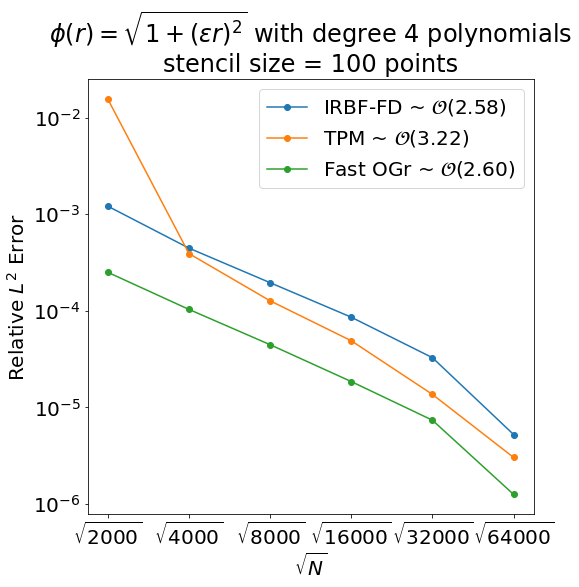 ϕ(r) = √1 + (εr)² with degree 4 polynomials
stencil size = 100 points
IRBF-FD ~ 𝒪(2.58)
TPM ~ 𝒪(3.22)
Fast OGr ~ 𝒪(2.60)
Relative L² Error
10⁻²
10⁻³
10⁻⁴
10⁻⁵
10⁻⁶
√2000 √4000 √8000 √16000 √32000 √64000
√N